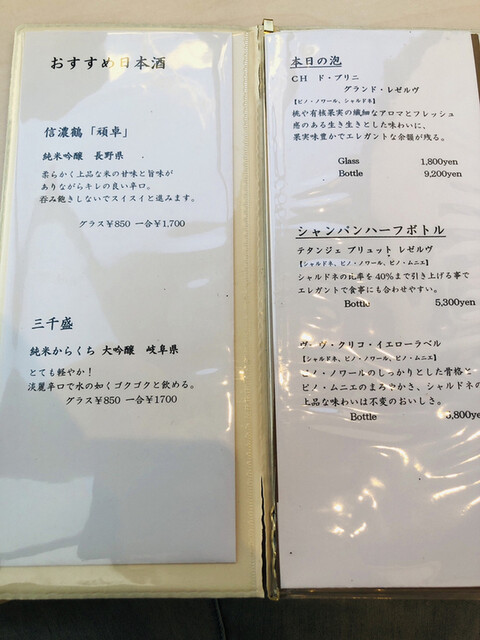 おすすめ日本酒
信濃鶴「頑卓」
純米吟醸　長野県
柔らかく上品な米の甘味と旨味が
ありながらキレの良い辛口。
呑み飽きしないでスイスイと進みます。
グラス￥850 一合￥1,700
三千盛
純米からくち 大吟醸　岐阜県
とても軽やか！
淡麗辛口で水の如くゴクゴクと飲める。
グラス￥850 一合￥1700
本日の泡
CH　ド・ブリニ
グランド・レゼルヴ
【ピノ・ノワール、シャルドネ】
桃や有核果実の繊細なアロマとフレッシュ
感のある生き生きとした味わいに、
果実味豊かでエレガントな余韻が残る。
Glass 1,800yen
Bottle 9,200yen
シャンパンハーフボトル
テタンジェ ブリュット レゼルヴ
【シャルドネ、ピノ・ノワール、ピノ・ムニエ】
シャルドネの比率を40％まで引き上げる事で
エレガントで食事にも合わせやすい。
Bottle 5,300yen
ヴーヴ・クリコ・イエローラベル
【シャルドネ、ピノ・ノワール、ピノ・ムニエ】
ピノ・ノワールのしっかりとした骨格と
ピノ・ムニエのまろやかさ、シャルドネの
上品な味わいは不変のおいしさ。
Bottle ,800yen